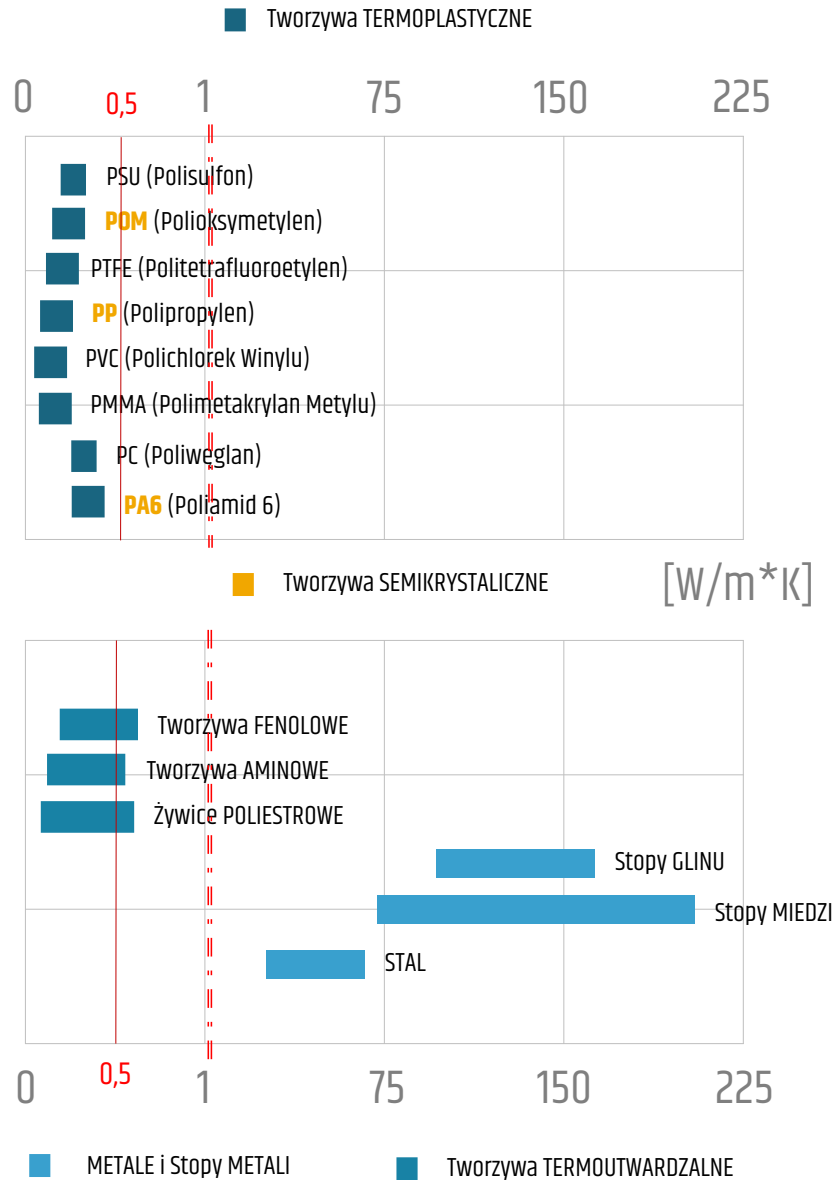 Tworzywa TERMOPLASTYCZNE
0 0,5 1 75 150 225
PSU (Polisulfon)
POM (Polioksymetylen)
PTFE (Politetrafluoroetylen)
PP (Polipropylen)
PVC (Polichlorek Winylu)
PMMA (Polimetakrylan Metylu)
PC (Poliwęglan)
PA6 (Poliamid 6)
Tworzywa SEMIKRYSTALICZNE
[W/m*K]
Tworzywa FENOLOWE
Tworzywa AMINOWE
Żywice POLIESTROWE
Stopy GLINU
Stopy MIEDZI
STAL
0 0,5 1 75 150 225
METALE i Stopy METALI
Tworzywa TERMOUTWARDZALNE